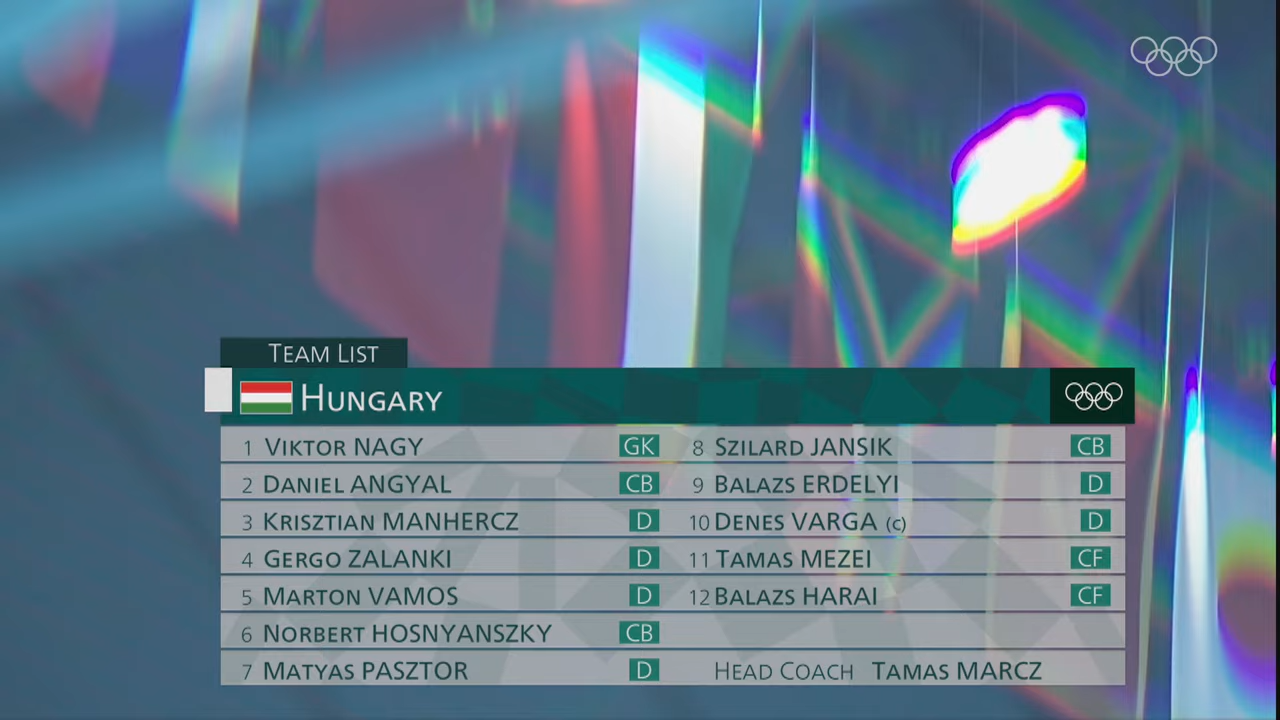 TEAM LIST
HUNGARY
1 VIKTOR NAGY GK
2 DANIEL ANGYAL CB
3 KRISZTIAN MANHERCZ D
4 GERGO ZALANKI D
5 MARTON VAMOS D
6 NORBERT HOSNYANSZKY CB
7 MATYAS PASZTOR D
8 SZILARD JANSIK CB
9 BALAZS ERDELYI D
10 DENES VARGA (c) D
11 TAMAS MEZEI CF
12 BALAZS HARAI CF
HEAD COACH TAMAS MARCZ